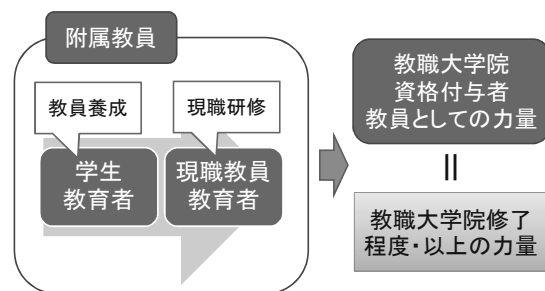 附属教員
教員養成
現職研修
学生
教育者
現職教員
教育者
教職大学院
資格付与者
教員としての力量
＝
教職大学院修了
程度・以上の力量